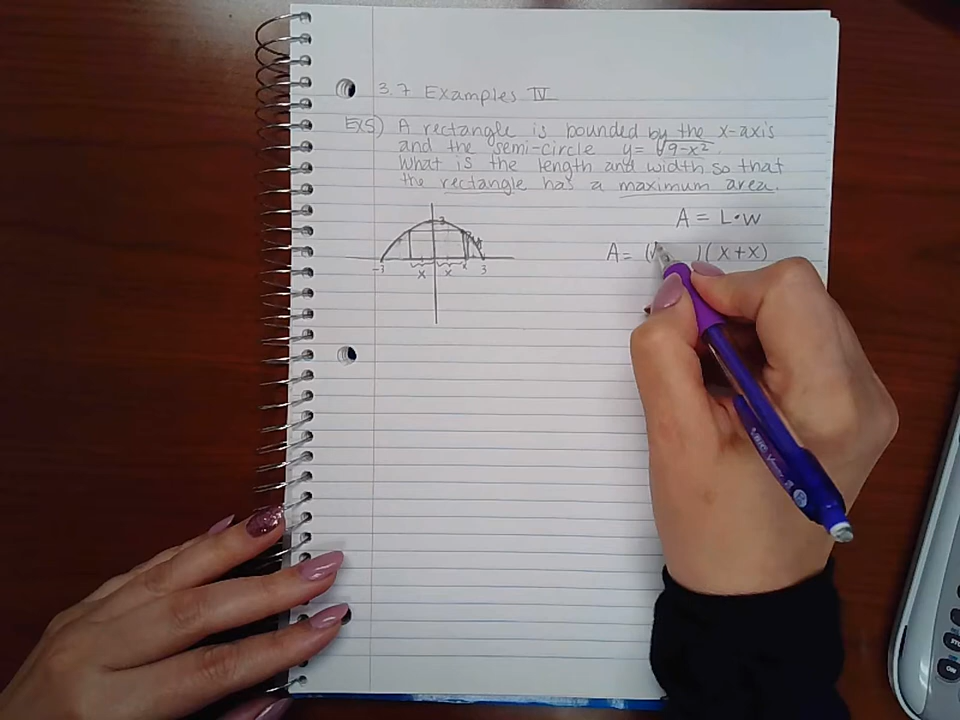 3.7 Examples IV
EX5) A rectangle is bounded by the x-axis
and the semi-circle y= √9-x².
What is the length and width so that
the rectangle has a maximum area.
A = L·W
A= (√ )(x+x)
3
-3 x x x 3